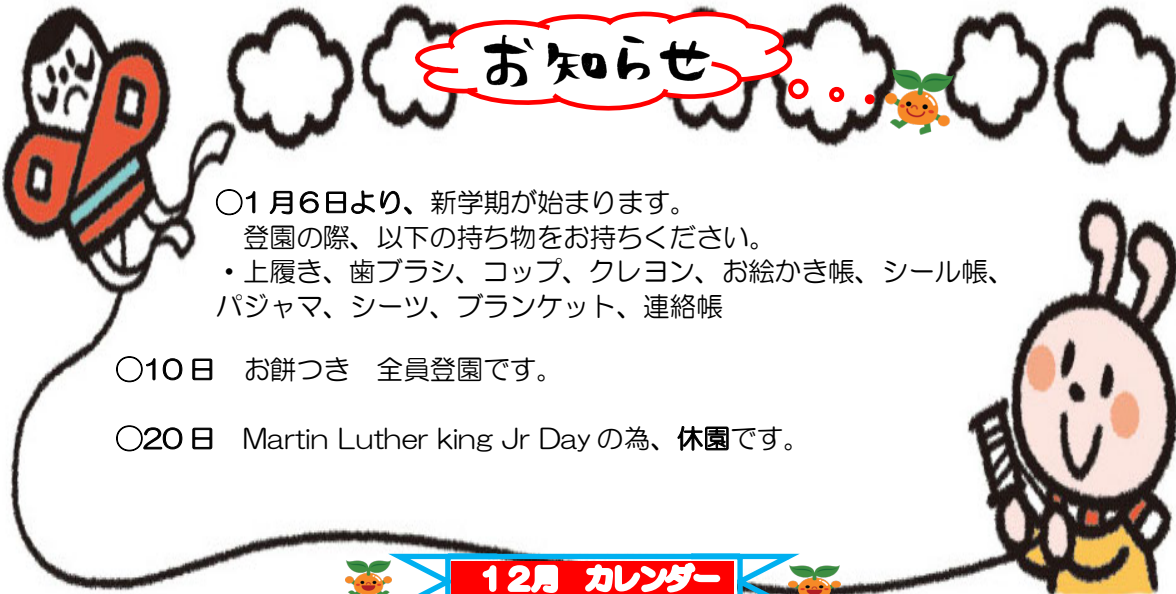 お知らせ
○1月6日より、新学期が始まります。
登園の際、以下の持ち物をお持ちください。
・上履き、歯ブラシ、コップ、クレヨン、お絵かき帳、シール帳、
パジャマ、シーツ、ブランケット、連絡帳
○10日　お餅つき　全員登園です。
○20日　Martin Luther king Jr Dayの為、休園です。
12月　カレンダー